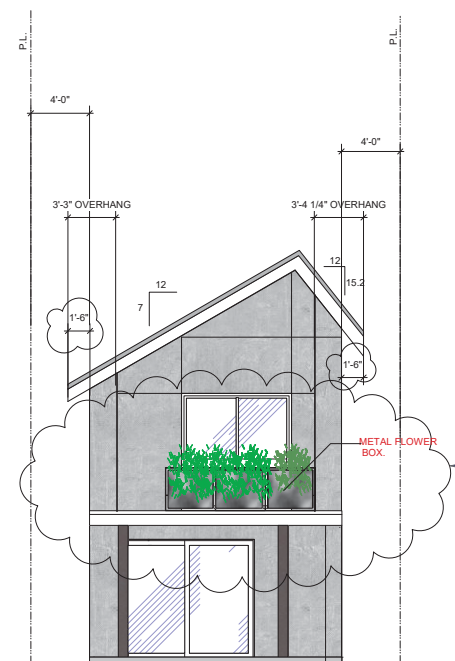 P.L.
P.L.
4'-0"
4'-0"
3'-3" OVERHANG
3'-4 1/4" OVERHANG
12
15.2
12
7
1'-6"
1'-6"
METAL FLOWER
BOX.